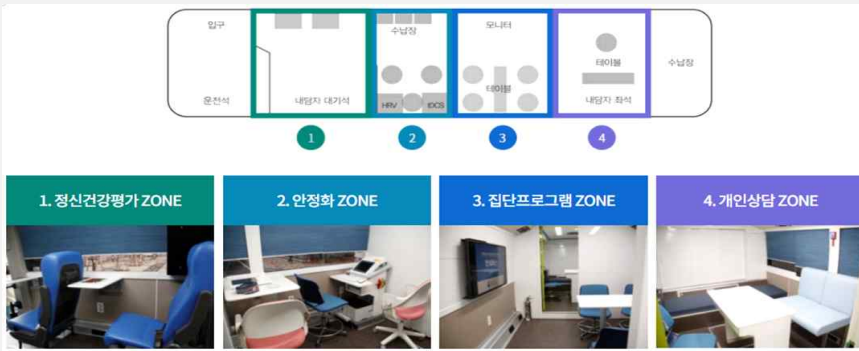 입구
운전석
내담자 대기석
수납장
HRV
tDCS
모니터
테이블
테이블
내담자 좌석
수납장
1
2
3
4
1. 정신건강평가 ZONE
2. 안정화 ZONE
3. 집단프로그램 ZONE
4. 개인상담 ZONE